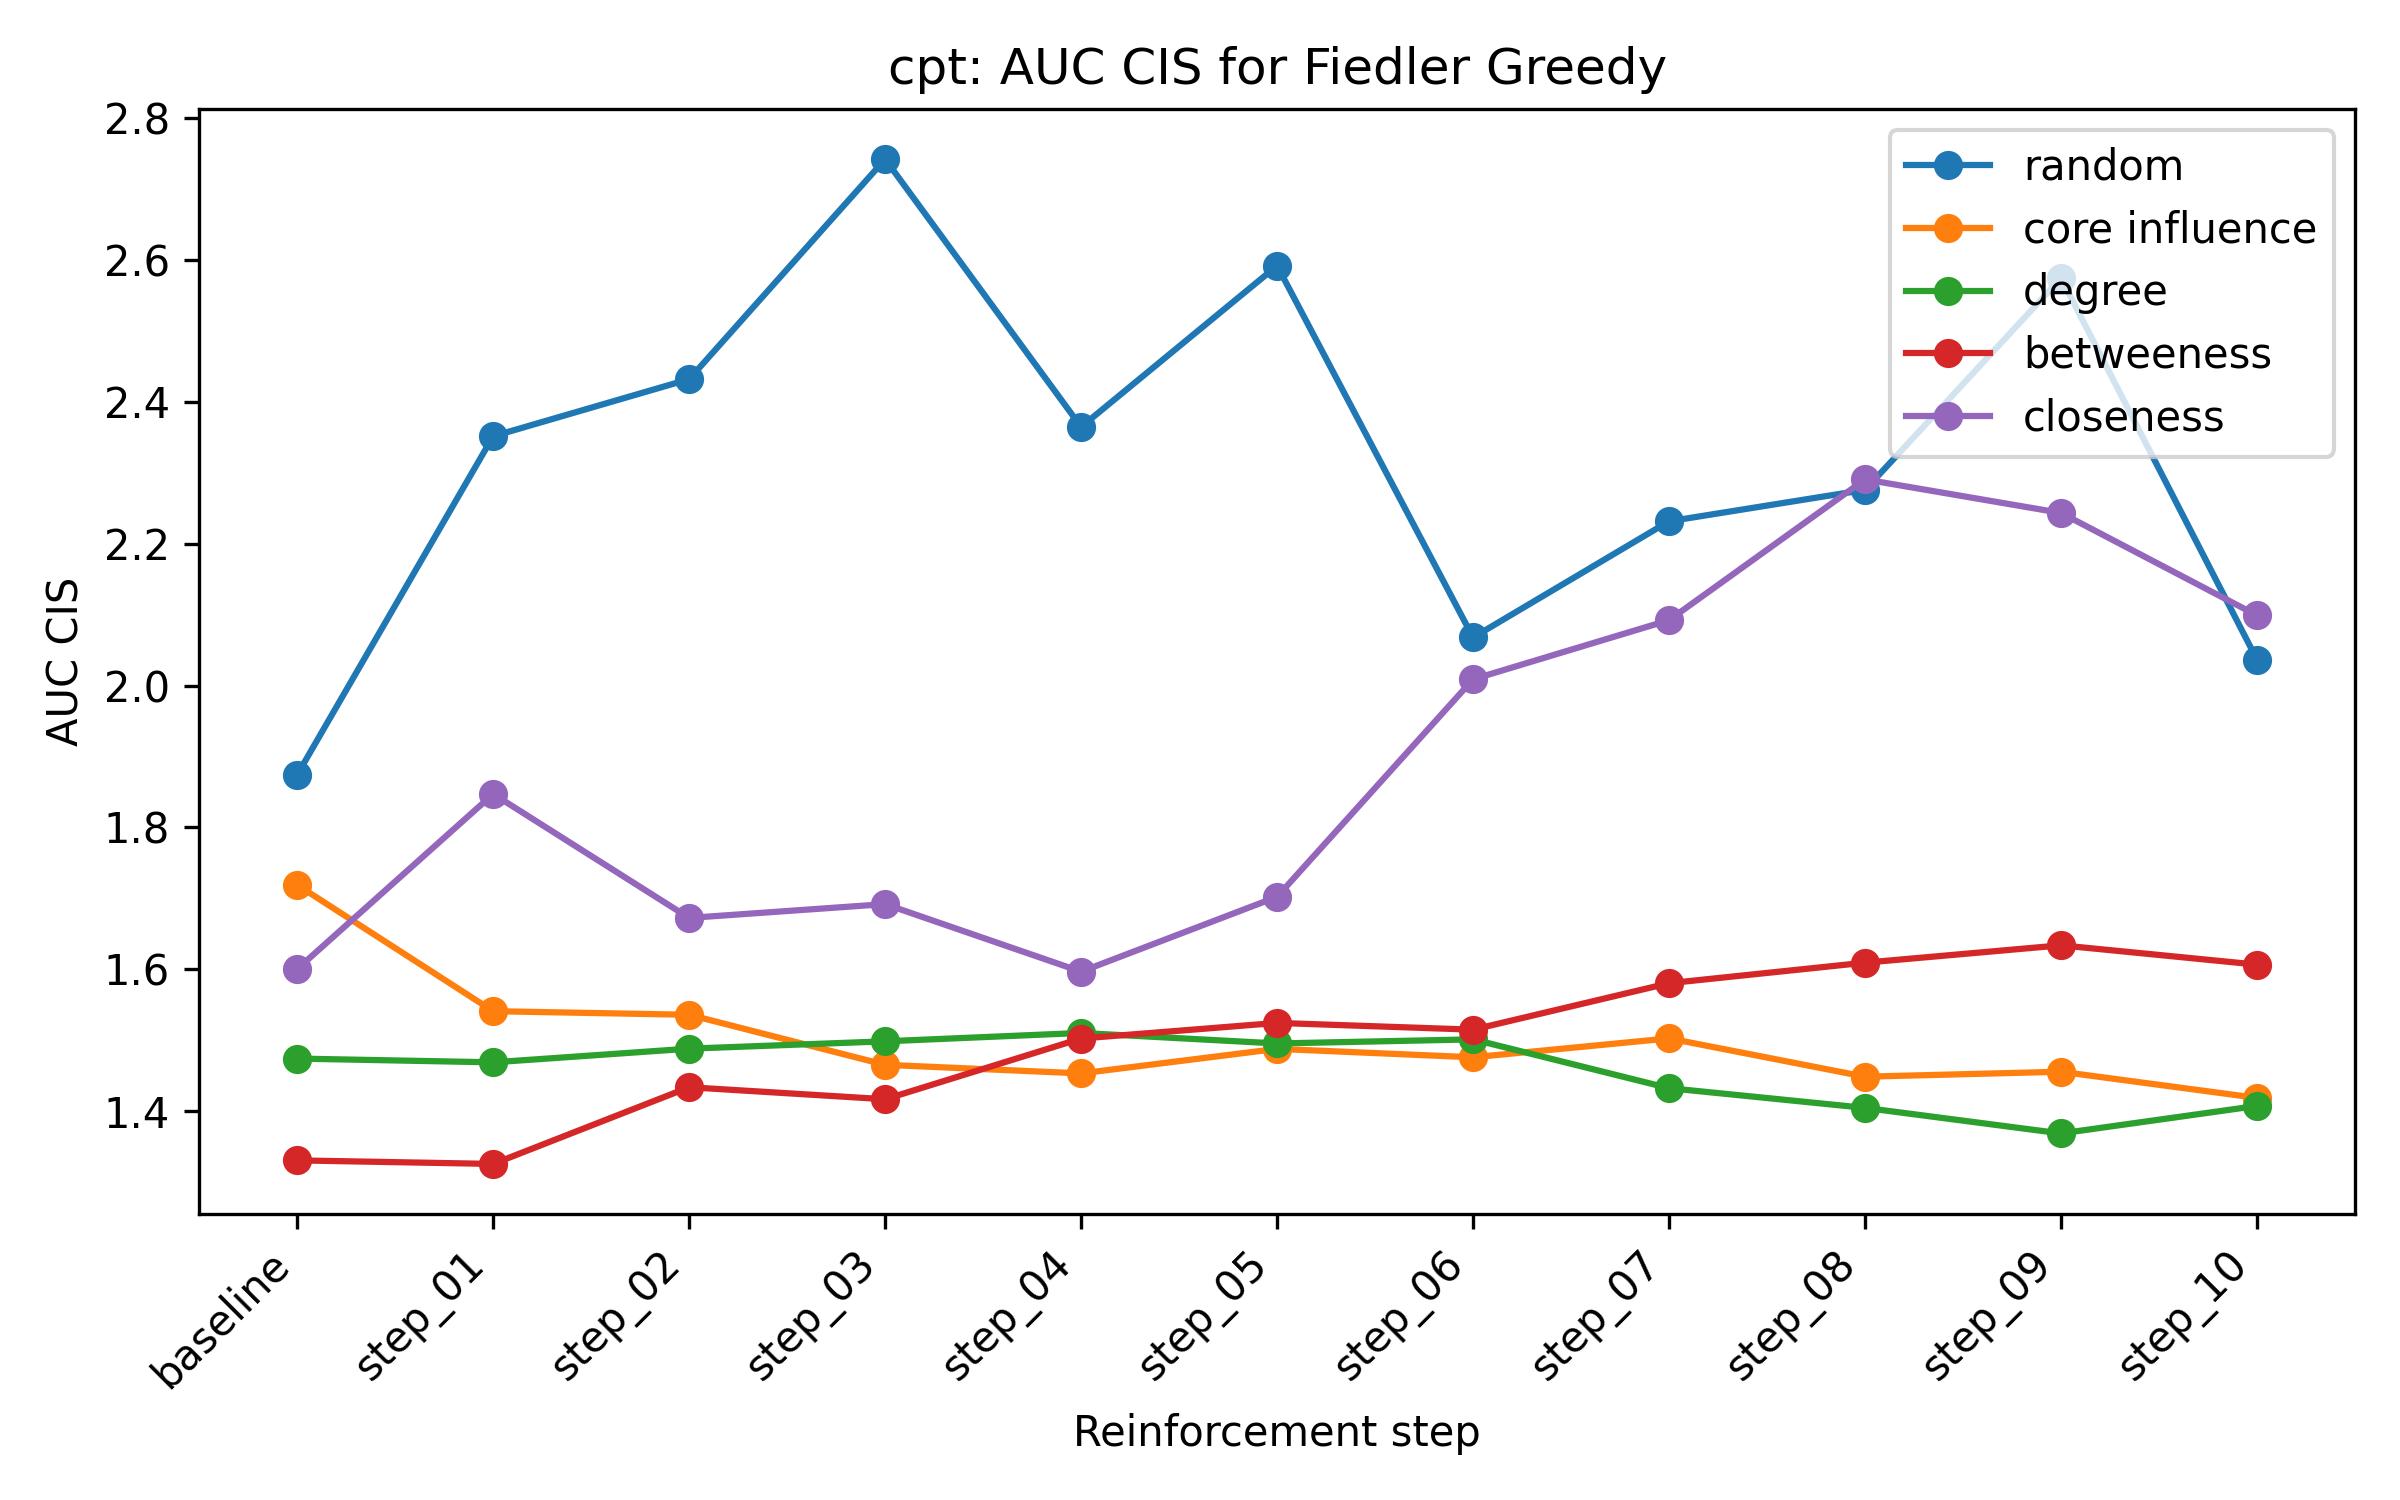 cpt: AUC CIS for Fiedler Greedy
2.8
2.6
2.4
2.2
2.0
1.8
1.6
1.4
AUC CIS
random
core influence
degree
betweeness
closeness
baseline
step_01
step_02
step_03
step_04
step_05
step_06
step_07
step_08
step_09
step_10
Reinforcement step